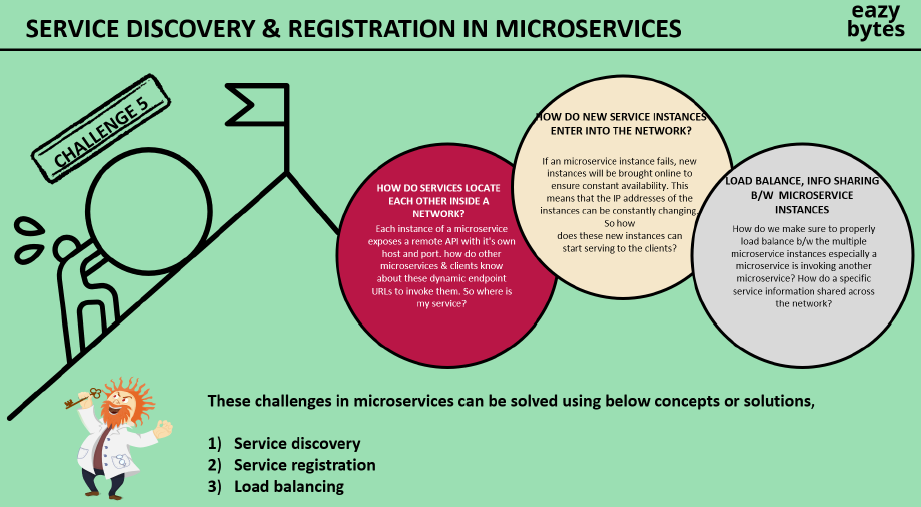 SERVICE DISCOVERY & REGISTRATION IN MICROSERVICES
eazy
bytes
CHALLENGE 5
HOW DO SERVICES LOCATE
EACH OTHER INSIDE A
NETWORK?
Each instance of a microservice
exposes a remote API with it's own
host and port. how do other
microservices & clients know
about these dynamic endpoint
URLs to invoke them. So where is
my service?
HOW DO NEW SERVICE INSTANCES
ENTER INTO THE NETWORK?
If an microservice instance fails, new
instances will be brought online to
ensure constant availability. This
means that the IP addresses of the
instances can be constantly changing.
So how
does these new instances can
start serving to the clients?
LOAD BALANCE, INFO SHARING
B/W MICROSERVICE
INSTANCES
How do we make sure to properly
load balance b/w the multiple
microservice instances especially a
microservice is invoking another
microservice? How do a specific
service information shared across
the network?
These challenges in microservices can be solved using below concepts or solutions,
1) Service discovery
2) Service registration
3) Load balancing